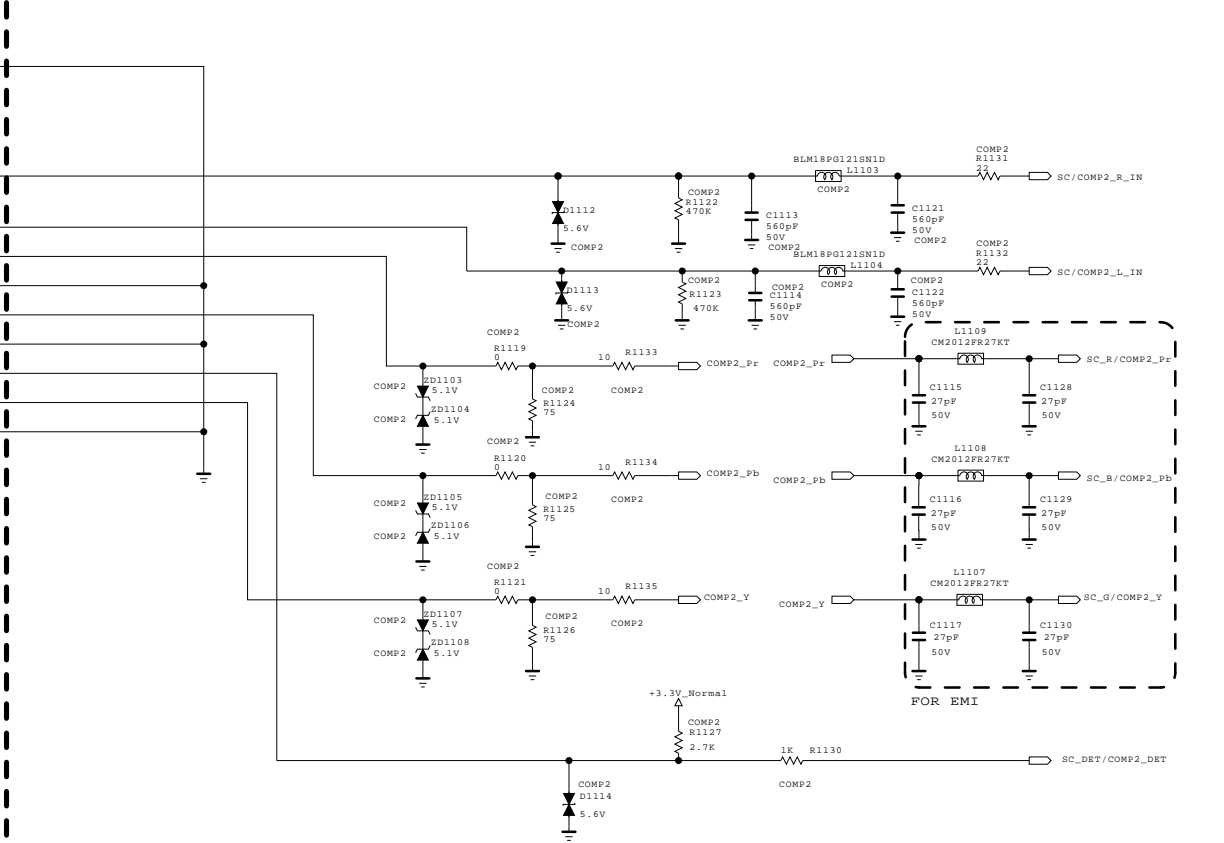 COMP2
R1131
22
BLM18PG121SN1D
L1103
COMP2
SC/COMP2_R_IN
D1112
5.6V
COMP2
COMP2
R1122
470K
C1113
560pF
50V
COMP2
C1121
560pF
50V
COMP2
COMP2
R1132
22
BLM18PG121SN1D
L1104
COMP2
SC/COMP2_L_IN
D1113
5.6V
COMP2
COMP2
R1123
470K
COMP2
C1114
560pF
50V
COMP2
C1122
560pF
50V
COMP2
R1119
0
10
R1133
COMP2
COMP2_Pr
COMP2_Pr
L1109
CM2012FR27KT
SC_R/COMP2_Pr
COMP2
ZD1103
5.1V
COMP2
ZD1104
5.1V
COMP2
R1124
75
C1115
27pF
50V
C1128
27pF
50V
COMP2
R1120
0
10
R1134
COMP2
COMP2_Pb
COMP2_Pb
L1108
CM2012FR27KT
SC_B/COMP2_Pb
COMP2
ZD1105
5.1V
COMP2
ZD1106
5.1V
COMP2
R1125
75
C1116
27pF
50V
C1129
27pF
50V
COMP2
R1121
0
10
R1135
COMP2
COMP2_Y
COMP2_Y
L1107
CM2012FR27KT
SC_G/COMP2_Y
COMP2
ZD1107
5.1V
COMP2
ZD1108
5.1V
COMP2
R1126
75
C1117
27pF
50V
C1130
27pF
50V
FOR EMI
+3.3V_Normal
COMP2
R1127
2.7K
1K
R1130
COMP2
SC_DET/COMP2_DET
COMP2
D1114
5.6V